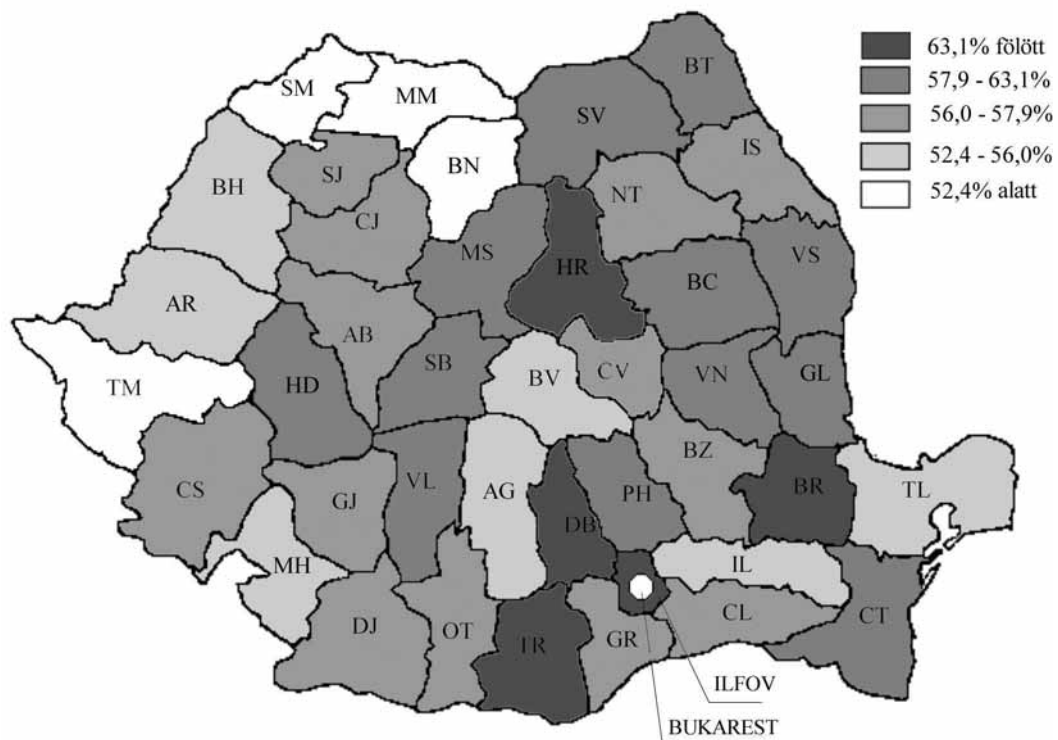 63,1% fölött
57,9 - 63,1%
56,0 - 57,9%
52,4 - 56,0%
52,4% alatt
BT
SM
MM
SV
IS
BN
SJ
BH
NT
CJ
MS
VS
HR
BC
AR
AB
SB
CV
BV
VN
GL
HD
TM
BZ
CS
VL
AG
PH
BR
TL
GJ
DB
MH
IL
CL
CT
DJ
OT
GR
TR
ILFOV
BUKAREST